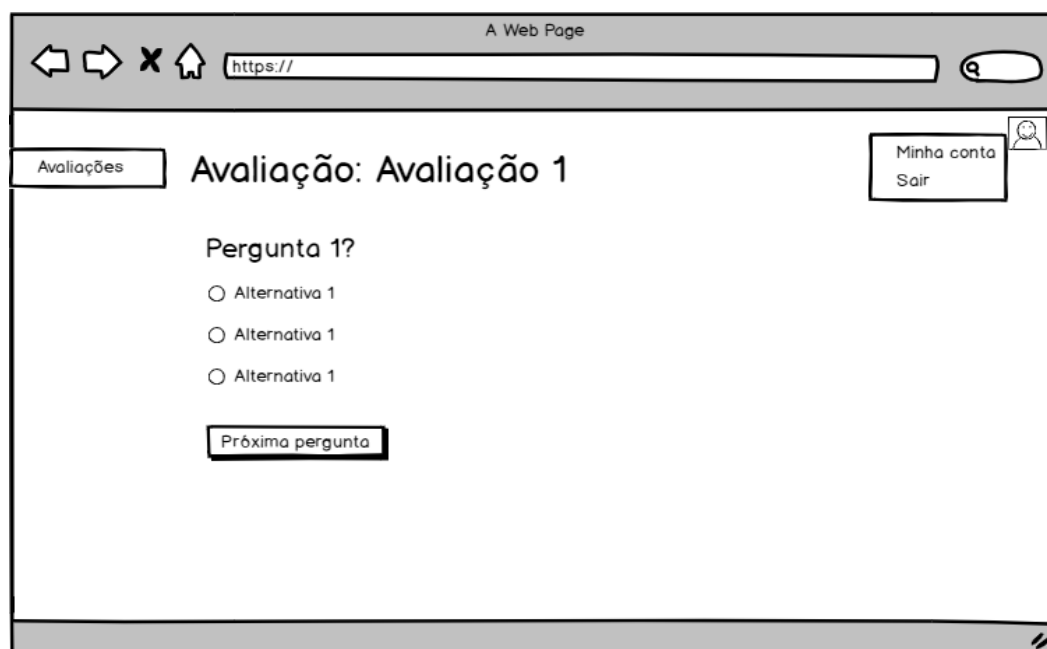 A Web Page
https://
Avaliações
Avaliação: Avaliação 1
Minha conta
Sair
Pergunta 1?
Alternativa 1
Alternativa 1
Alternativa 1
Próxima pergunta